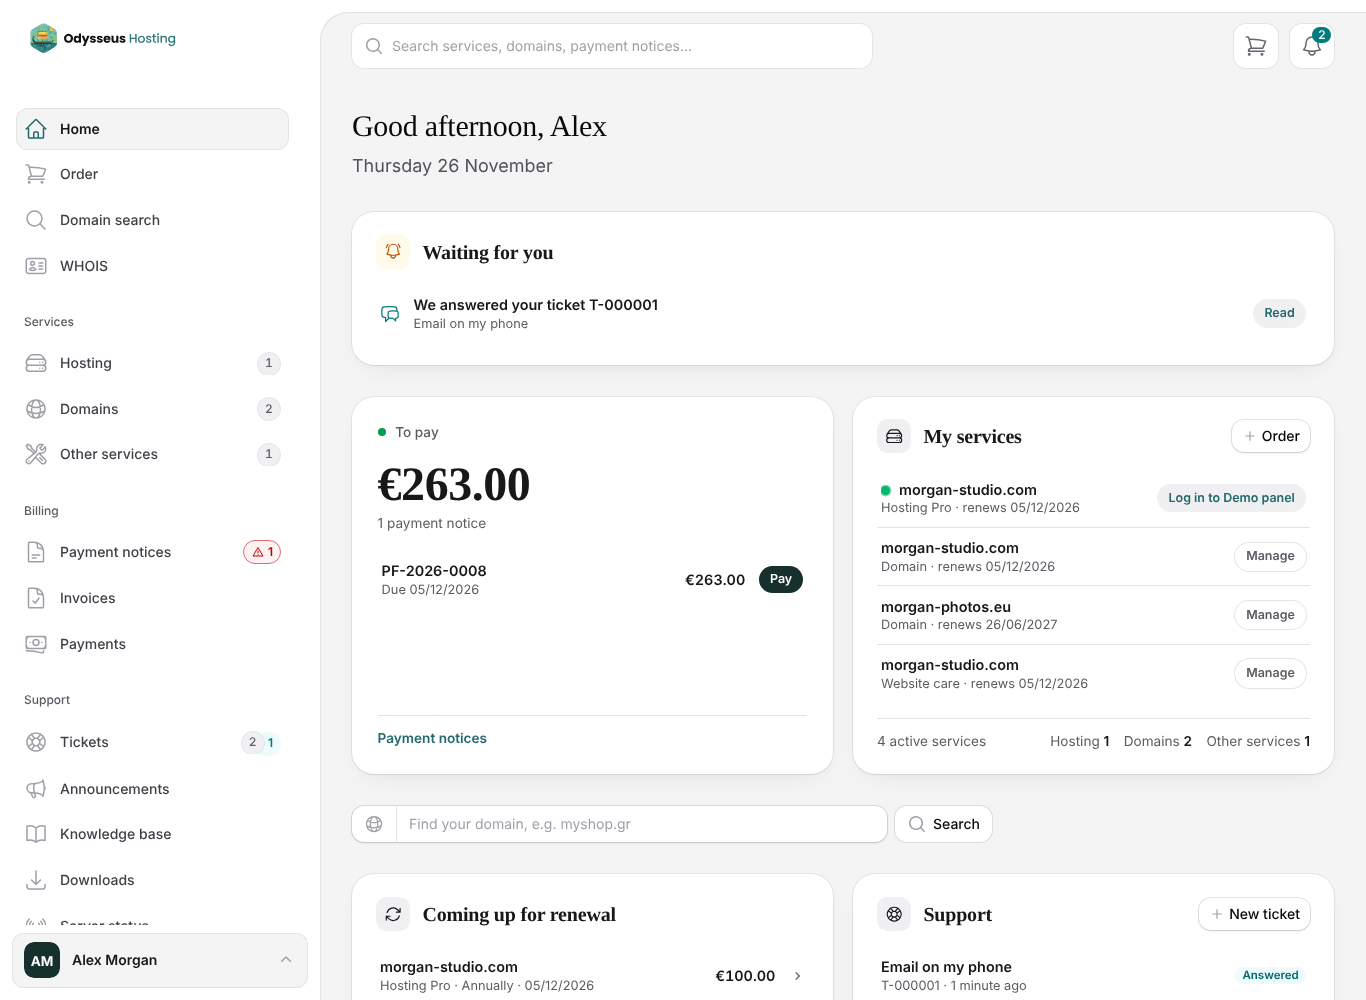 Odysseus Hosting
Home
Order
Domain search
WHOIS
Services
Hosting 1
Domains 2
Other services 1
Billing
Payment notices 1
Invoices
Payments
Support
Tickets 2 1
Announcements
Knowledge base
Downloads
Server status
AM Alex Morgan
Search services, domains, payment notices...
2
Good afternoon, Alex
Thursday 26 November
Waiting for you
We answered your ticket T-000001
Email on my phone
Read
To pay
€263.00
1 payment notice
PF-2026-0008
Due 05/12/2026
€263.00 Pay
Payment notices
My services
Order
morgan-studio.com
Hosting Pro · renews 05/12/2026
Log in to Demo panel
morgan-studio.com
Domain · renews 05/12/2026
Manage
morgan-photos.eu
Domain · renews 26/06/2027
Manage
morgan-studio.com
Website care · renews 05/12/2026
Manage
4 active services Hosting 1 Domains 2 Other services 1
Find your domain, e.g. myshop.gr
Search
Coming up for renewal
morgan-studio.com
Hosting Pro · Annually · 05/12/2026
€100.00
Support
New ticket
Email on my phone
T-000001 · 1 minute ago
Answered